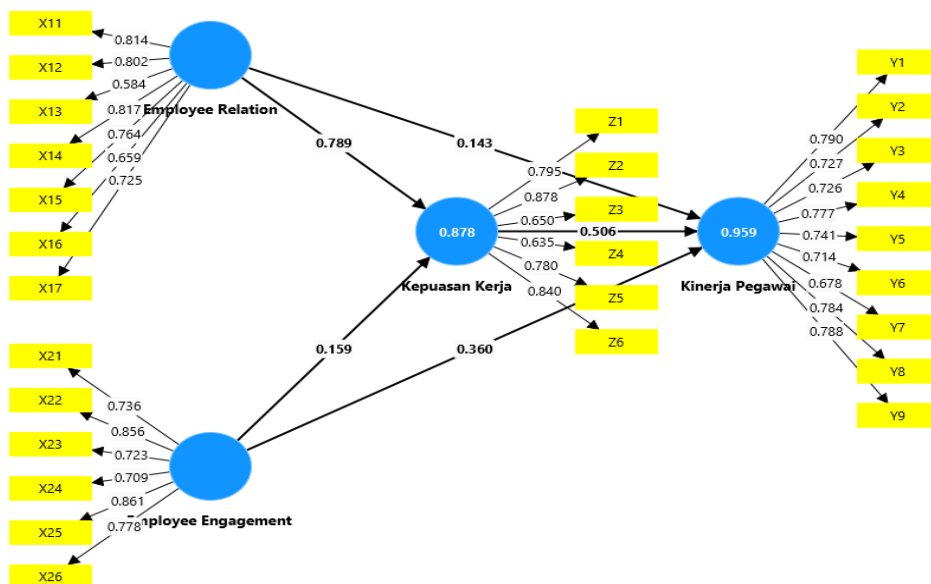 X11
X12
X13
X14
X15
X16
X17
0.814
0.802
0.584
0.817
0.764
0.659
0.725
Employee Relation
0.789
0.143
X21
X22
X23
X24
X25
X26
0.736
0.856
0.723
0.709
0.861
0.778
Employee Engagement
0.159
0.360
0.878
Kepuasan Kerja
0.795
0.878
0.650
0.506
0.635
0.780
0.840
Z1
Z2
Z3
Z4
Z5
Z6
0.959
Kinerja Pegawai
0.790
0.727
0.726
0.777
0.741
0.714
0.678
0.784
0.788
Y1
Y2
Y3
Y4
Y5
Y6
Y7
Y8
Y9